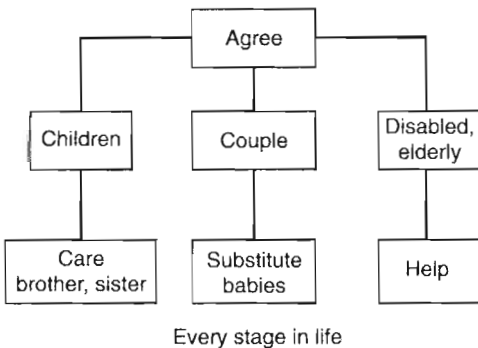 Agree
Children
Couple
Disabled,
elderly
Care
brother, sister
Substitute
babies
Help
Every stage in life